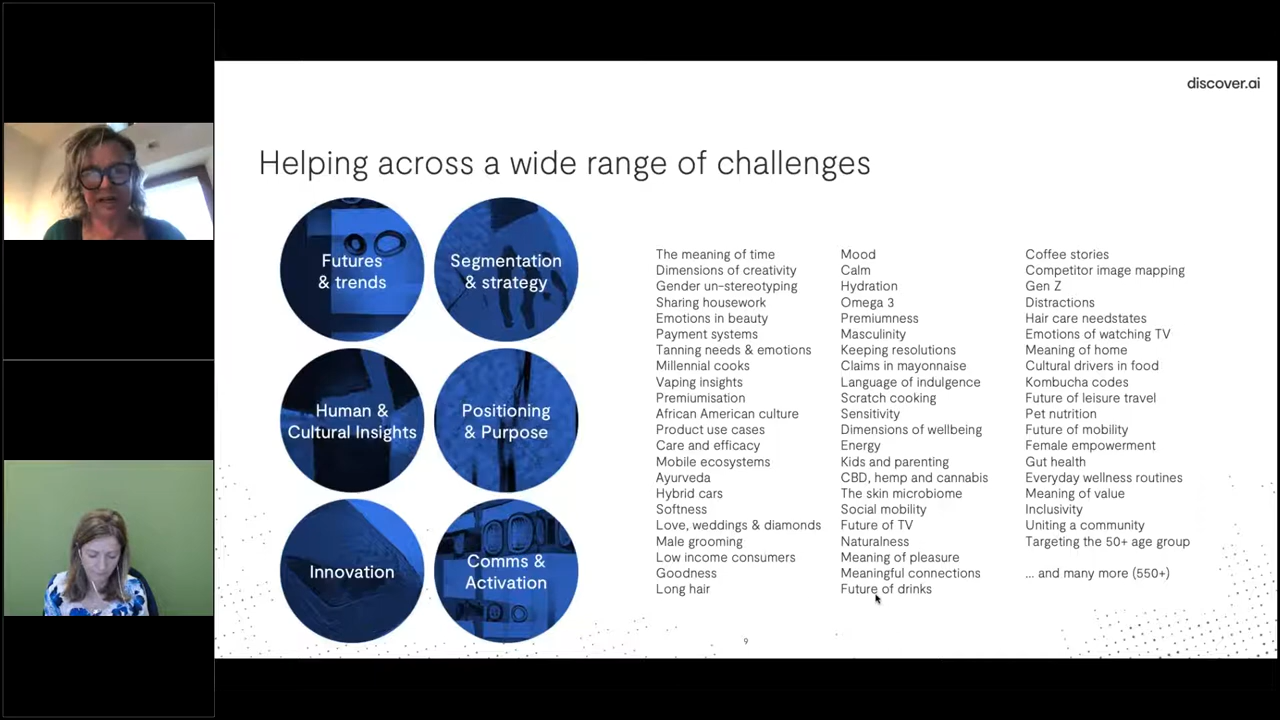 discover.ai
Helping across a wide range of challenges
Futures
& trends
Segmentation
& strategy
Human &
Cultural Insights
Positioning
& Purpose
Innovation
Comms &
Activation
The meaning of time
Dimensions of creativity
Gender un-stereotyping
Sharing housework
Emotions in beauty
Payment systems
Tanning needs & emotions
Millennial cooks
Vaping insights
Premiumisation
African American culture
Product use cases
Care and efficacy
Mobile ecosystems
Ayurveda
Hybrid cars
Softness
Love, weddings & diamonds
Male grooming
Low income consumers
Goodness
Long hair
Mood
Calm
Hydration
Omega 3
Premiumness
Masculinity
Keeping resolutions
Claims in mayonnaise
Language of indulgence
Scratch cooking
Sensitivity
Dimensions of wellbeing
Energy
Kids and parenting
CBD, hemp and cannabis
The skin microbiome
Social mobility
Future of TV
Naturalness
Meaning of pleasure
Meaningful connections
Future of drinks
Coffee stories
Competitor image mapping
Gen Z
Distractions
Hair care needstates
Emotions of watching TV
Meaning of home
Cultural drivers in food
Kombucha codes
Future of leisure travel
Pet nutrition
Future of mobility
Female empowerment
Gut health
Everyday wellness routines
Meaning of value
Inclusivity
Uniting a community
Targeting the 50+ age group
... and many more (550+)
9